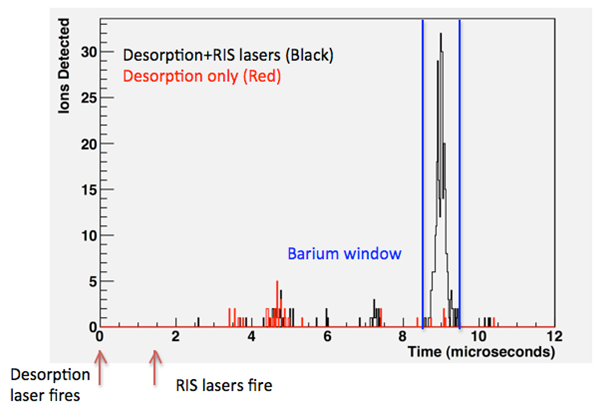 Ions Detected
30
25
20
15
10
5
0
Desorption+RIS lasers (Black)
Desorption only (Red)
Barium window
0 2 4 6 8 10 12
Time (microseconds)
Desorption
laser fires
RIS lasers fire